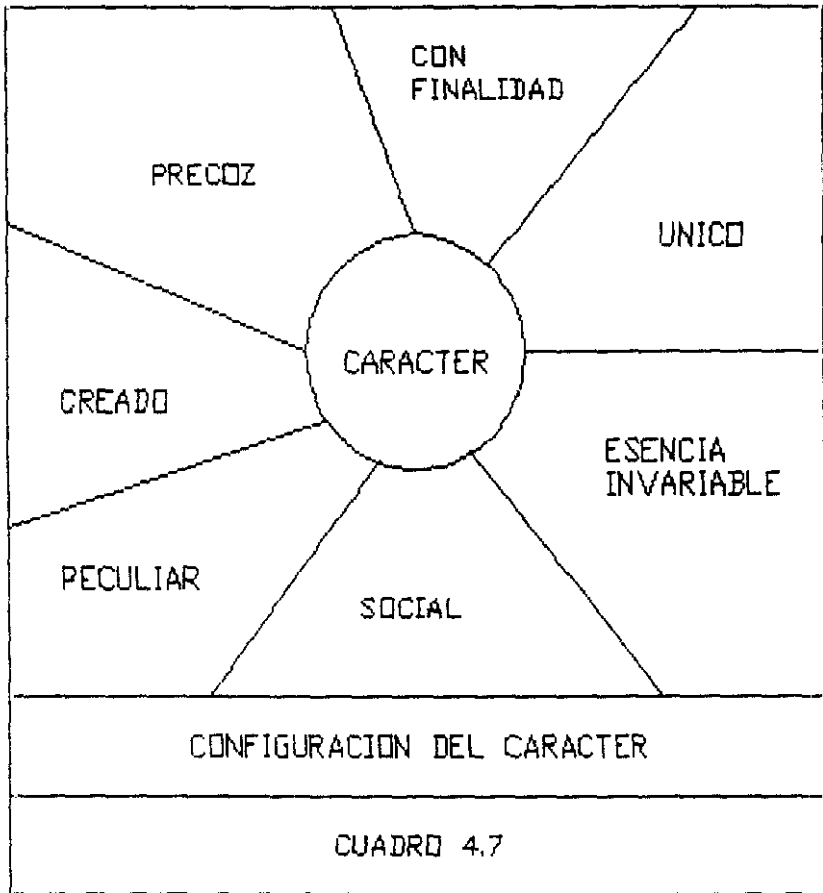 CON
FINALIDAD
PRECOZ
UNICO
CARACTER
CREADO
ESENCIA
INVARIABLE
PECULIAR
SOCIAL
CONFIGURACION DEL CARACTER
CUADRO 4.7